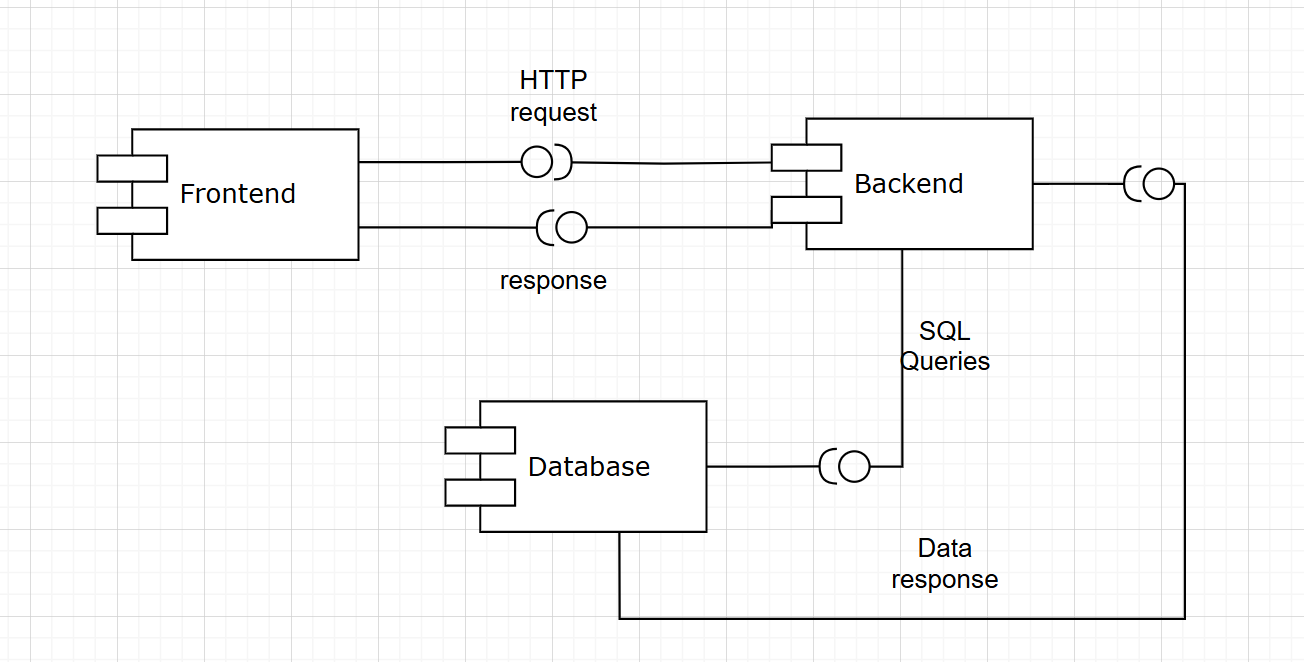 HTTP
request
Frontend
Backend
response
SQL
Queries
Database
Data
response